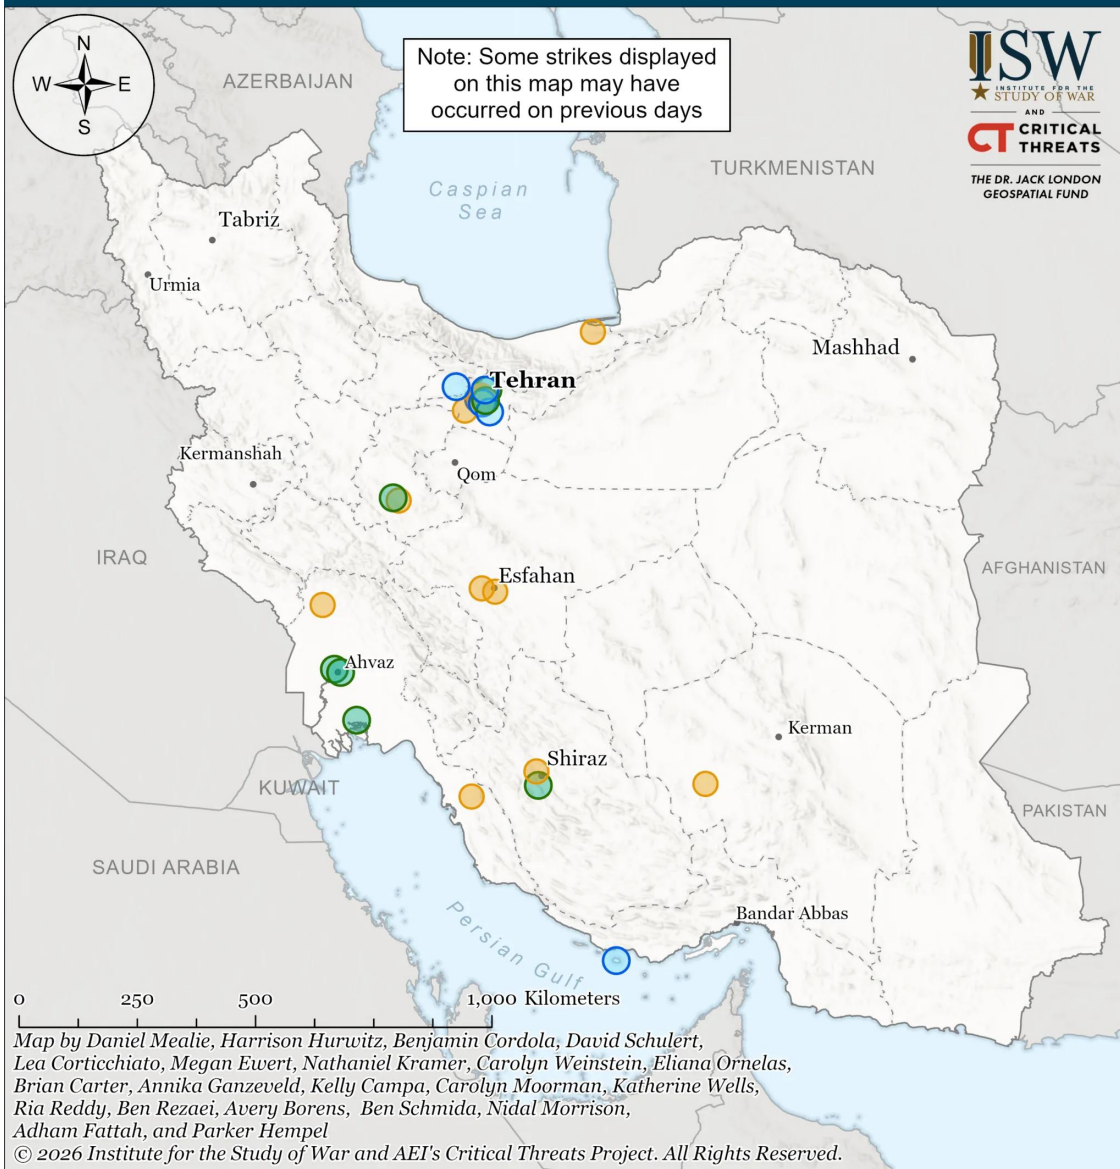 N
W E
S
Note: Some strikes displayed
on this map may have
occurred on previous days
ISW
INSTITUTE FOR THE
STUDY OF WAR
AND
CT CRITICAL
THREATS
THE DR. JACK LONDON
GEOSPATIAL FUND
AZERBAIJAN
TURKMENISTAN
Caspian
Sea
Tabriz
Urmia
Mashhad
Tehran
Kermanshah
Qom
IRAQ
AFGHANISTAN
Esfahan
Ahvaz
Kerman
Shiraz
KUWAIT
PAKISTAN
SAUDI ARABIA
Bandar Abbas
Persian Gulf
0 250 500 1,000 Kilometers
Map by Daniel Mealie, Harrison Hurwitz, Benjamin Cordola, David Schulert,
Lea Corticchiato, Megan Ewert, Nathaniel Kramer, Carolyn Weinstein, Eliana Ornelas,
Brian Carter, Annika Ganzeveld, Kelly Campa, Carolyn Moorman, Katherine Wells,
Ria Reddy, Ben Rezaei, Avery Borens, Ben Schmida, Nidal Morrison,
Adham Fattah, and Parker Hempel
© 2026 Institute for the Study of War and AEI's Critical Threats Project. All Rights Reserved.